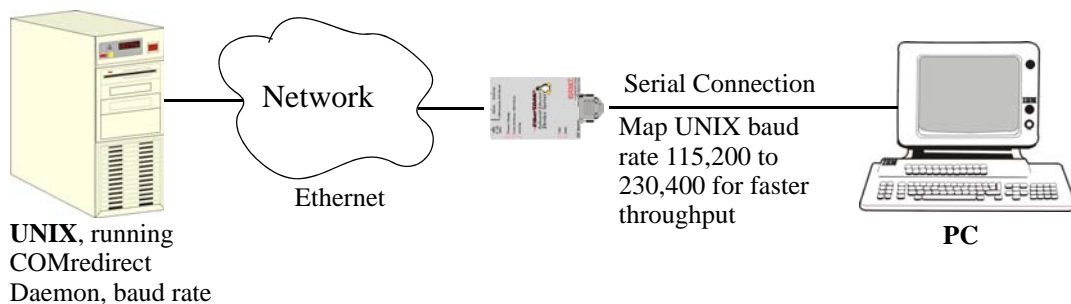 Network
Ethernet
Serial Connection
Map UNIX baud
rate 115,200 to
230,400 for faster
throughput
UNIX, running
COMredirect
Daemon, baud rate
PC
IBM